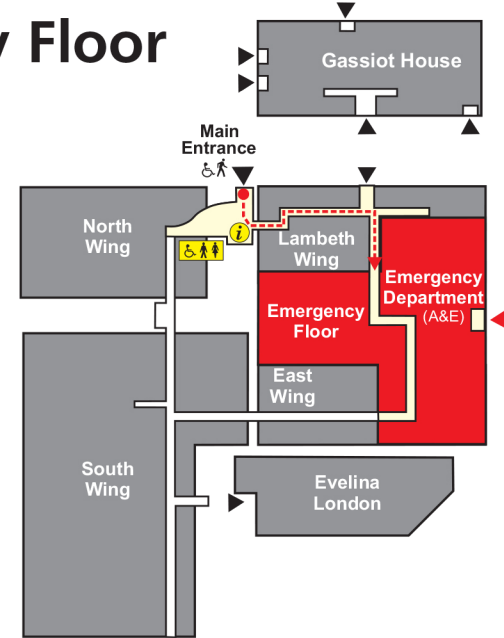 y Floor
Gassiot House
Main
Entrance
North
Wing
i
Lambeth
Wing
Emergency
Department
(A&E)
Emergency
Floor
East
Wing
South
Wing
Evelina
London